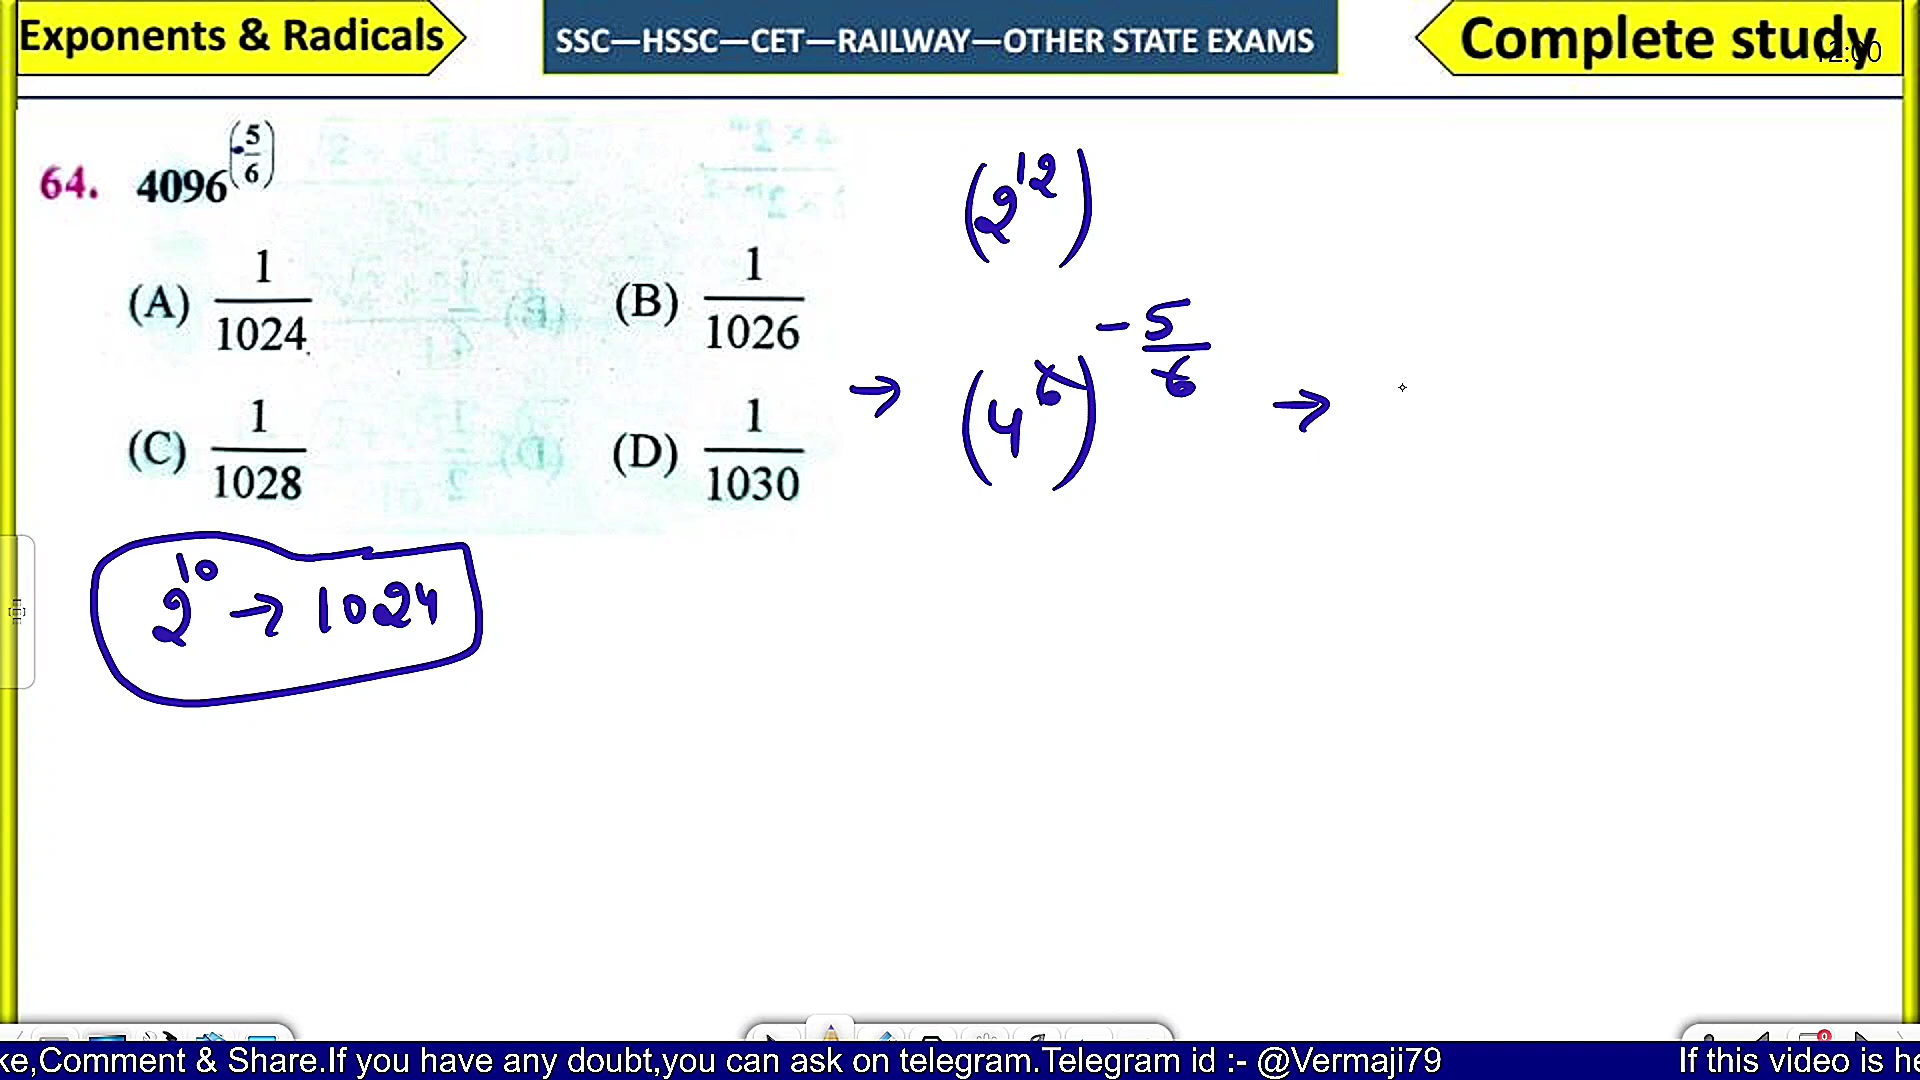 Exponents & Radicals
SSC—HSSC—CET—RAILWAY—OTHER STATE EXAMS
Complete study
12:00
64. 4096^(-5/6)
(A) 1/1024 (B) 1/1026
(C) 1/1028 (D) 1/1030
(2^12)
→ (4^6)^-5/6 →
2^10 → 1024
ke,Comment & Share.If you have any doubt,you can ask on telegram.Telegram id :- @Vermaji79
If this video is he